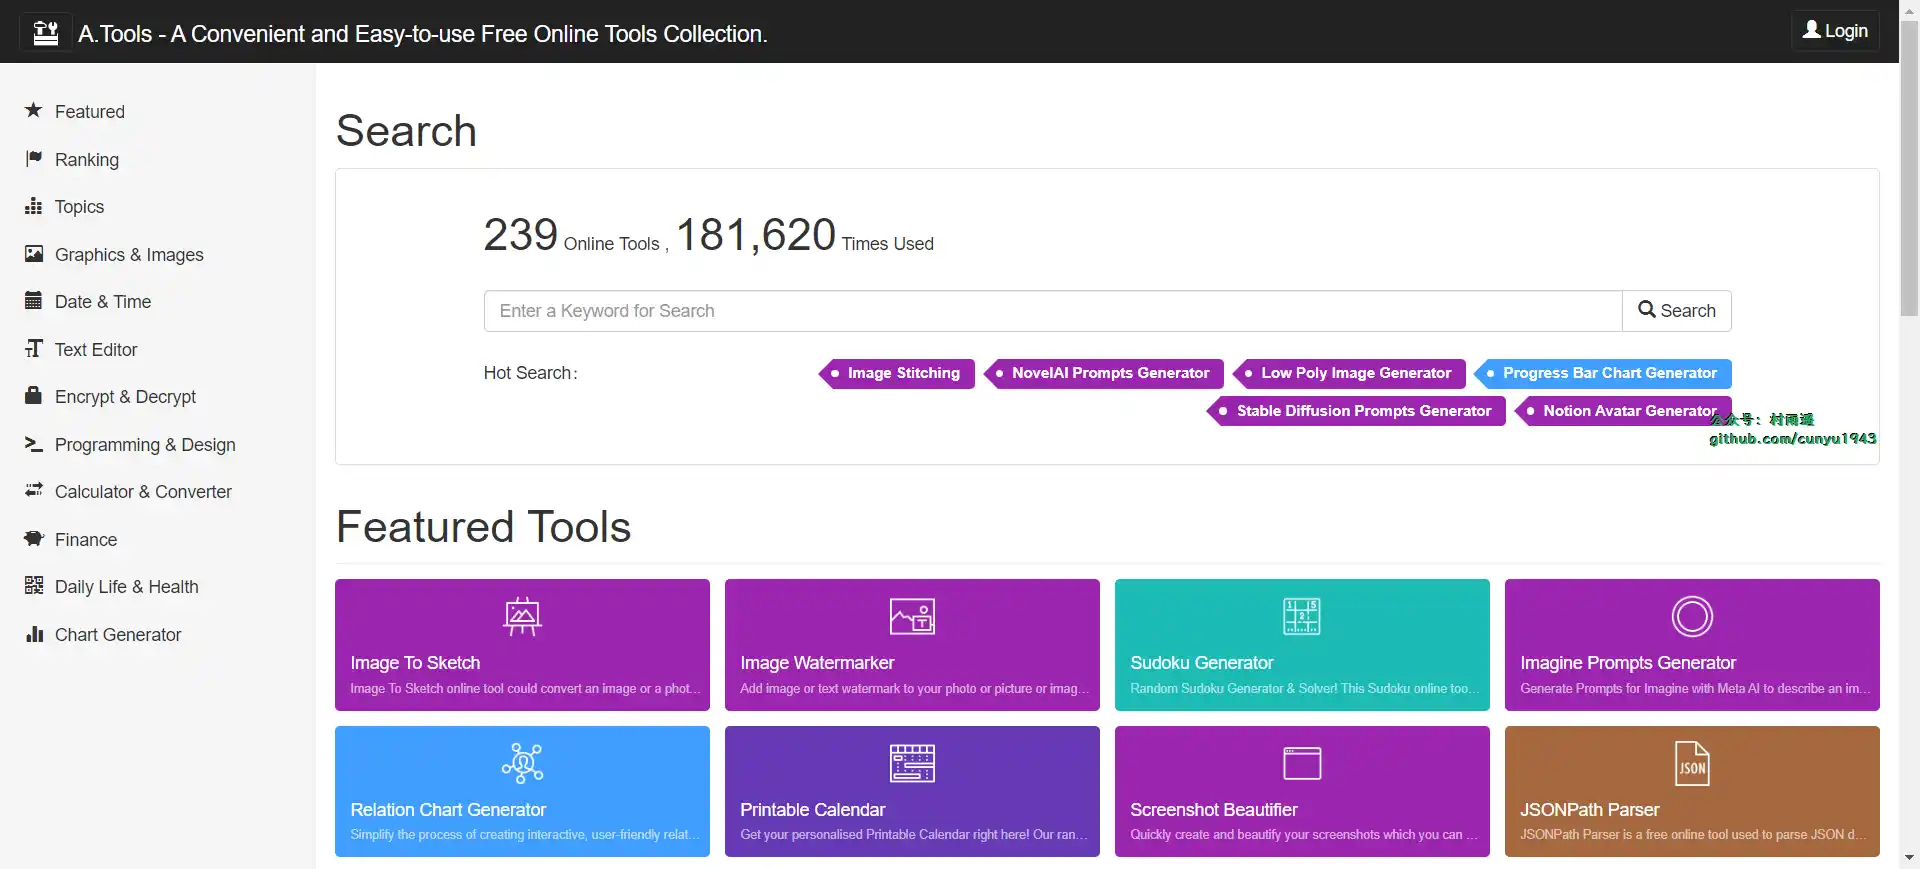 A.Tools - A Convenient and Easy-to-use Free Online Tools Collection.
Login
Featured
Ranking
Topics
Graphics & Images
Date & Time
Text Editor
Encrypt & Decrypt
Programming & Design
Calculator & Converter
Finance
Daily Life & Health
Chart Generator
Search
239 Online Tools , 181,620 Times Used
Enter a Keyword for Search
Search
Hot Search:
Image Stitching
NovelAI Prompts Generator
Low Poly Image Generator
Progress Bar Chart Generator
Stable Diffusion Prompts Generator
Notion Avatar Generator
公众号：村雨遥
github.com/cunyu1943
Featured Tools
Image To Sketch
Image To Sketch online tool could convert an image or a phot...
Image Watermarker
Add image or text watermark to your photo or picture or imag...
Sudoku Generator
Random Sudoku Generator & Solver! This Sudoku online too...
Imagine Prompts Generator
Generate Prompts for Imagine with Meta AI to describe an im...
Relation Chart Generator
Simplify the process of creating interactive, user-friendly relat...
Printable Calendar
Get your personalised Printable Calendar right here! Our ran...
Screenshot Beautifier
Quickly create and beautify your screenshots which you can ...
JSON
JSONPath Parser
JSONPath Parser is a free online tool used to parse JSON d...